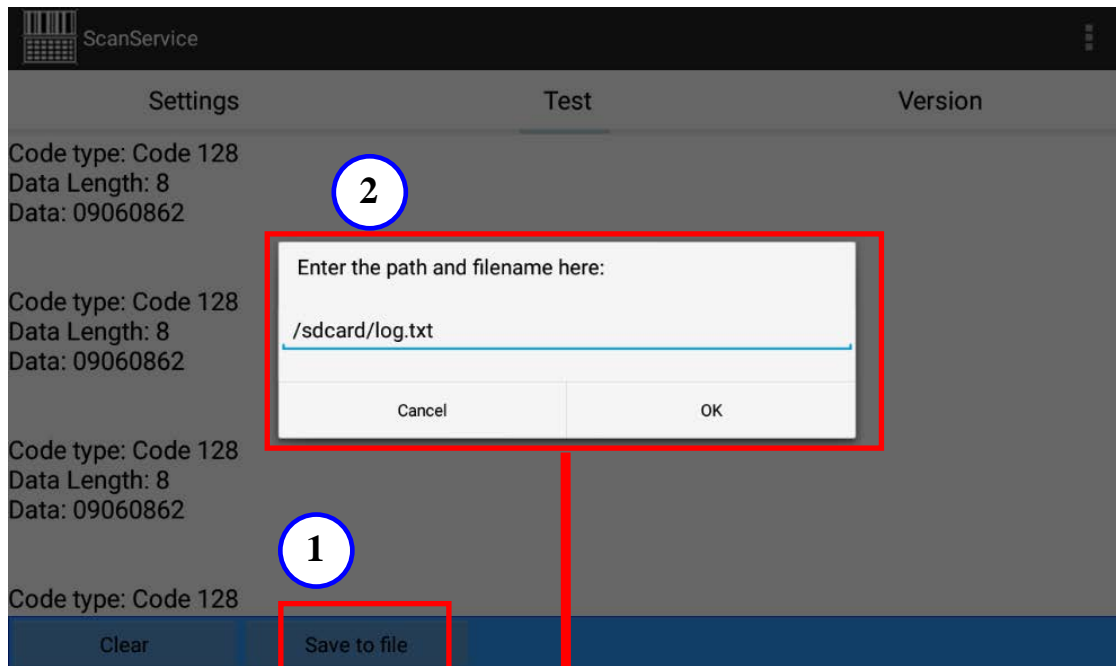 ScanService
Settings Test Version
Code type: Code 128
Data Length: 8
Data: 09060862
2
Enter the path and filename here:
/sdcard/log.txt
Cancel OK
Code type: Code 128
Data Length: 8
Data: 09060862
Code type: Code 128
Data Length: 8
Data: 09060862
1
Code type: Code 128
Clear Save to file